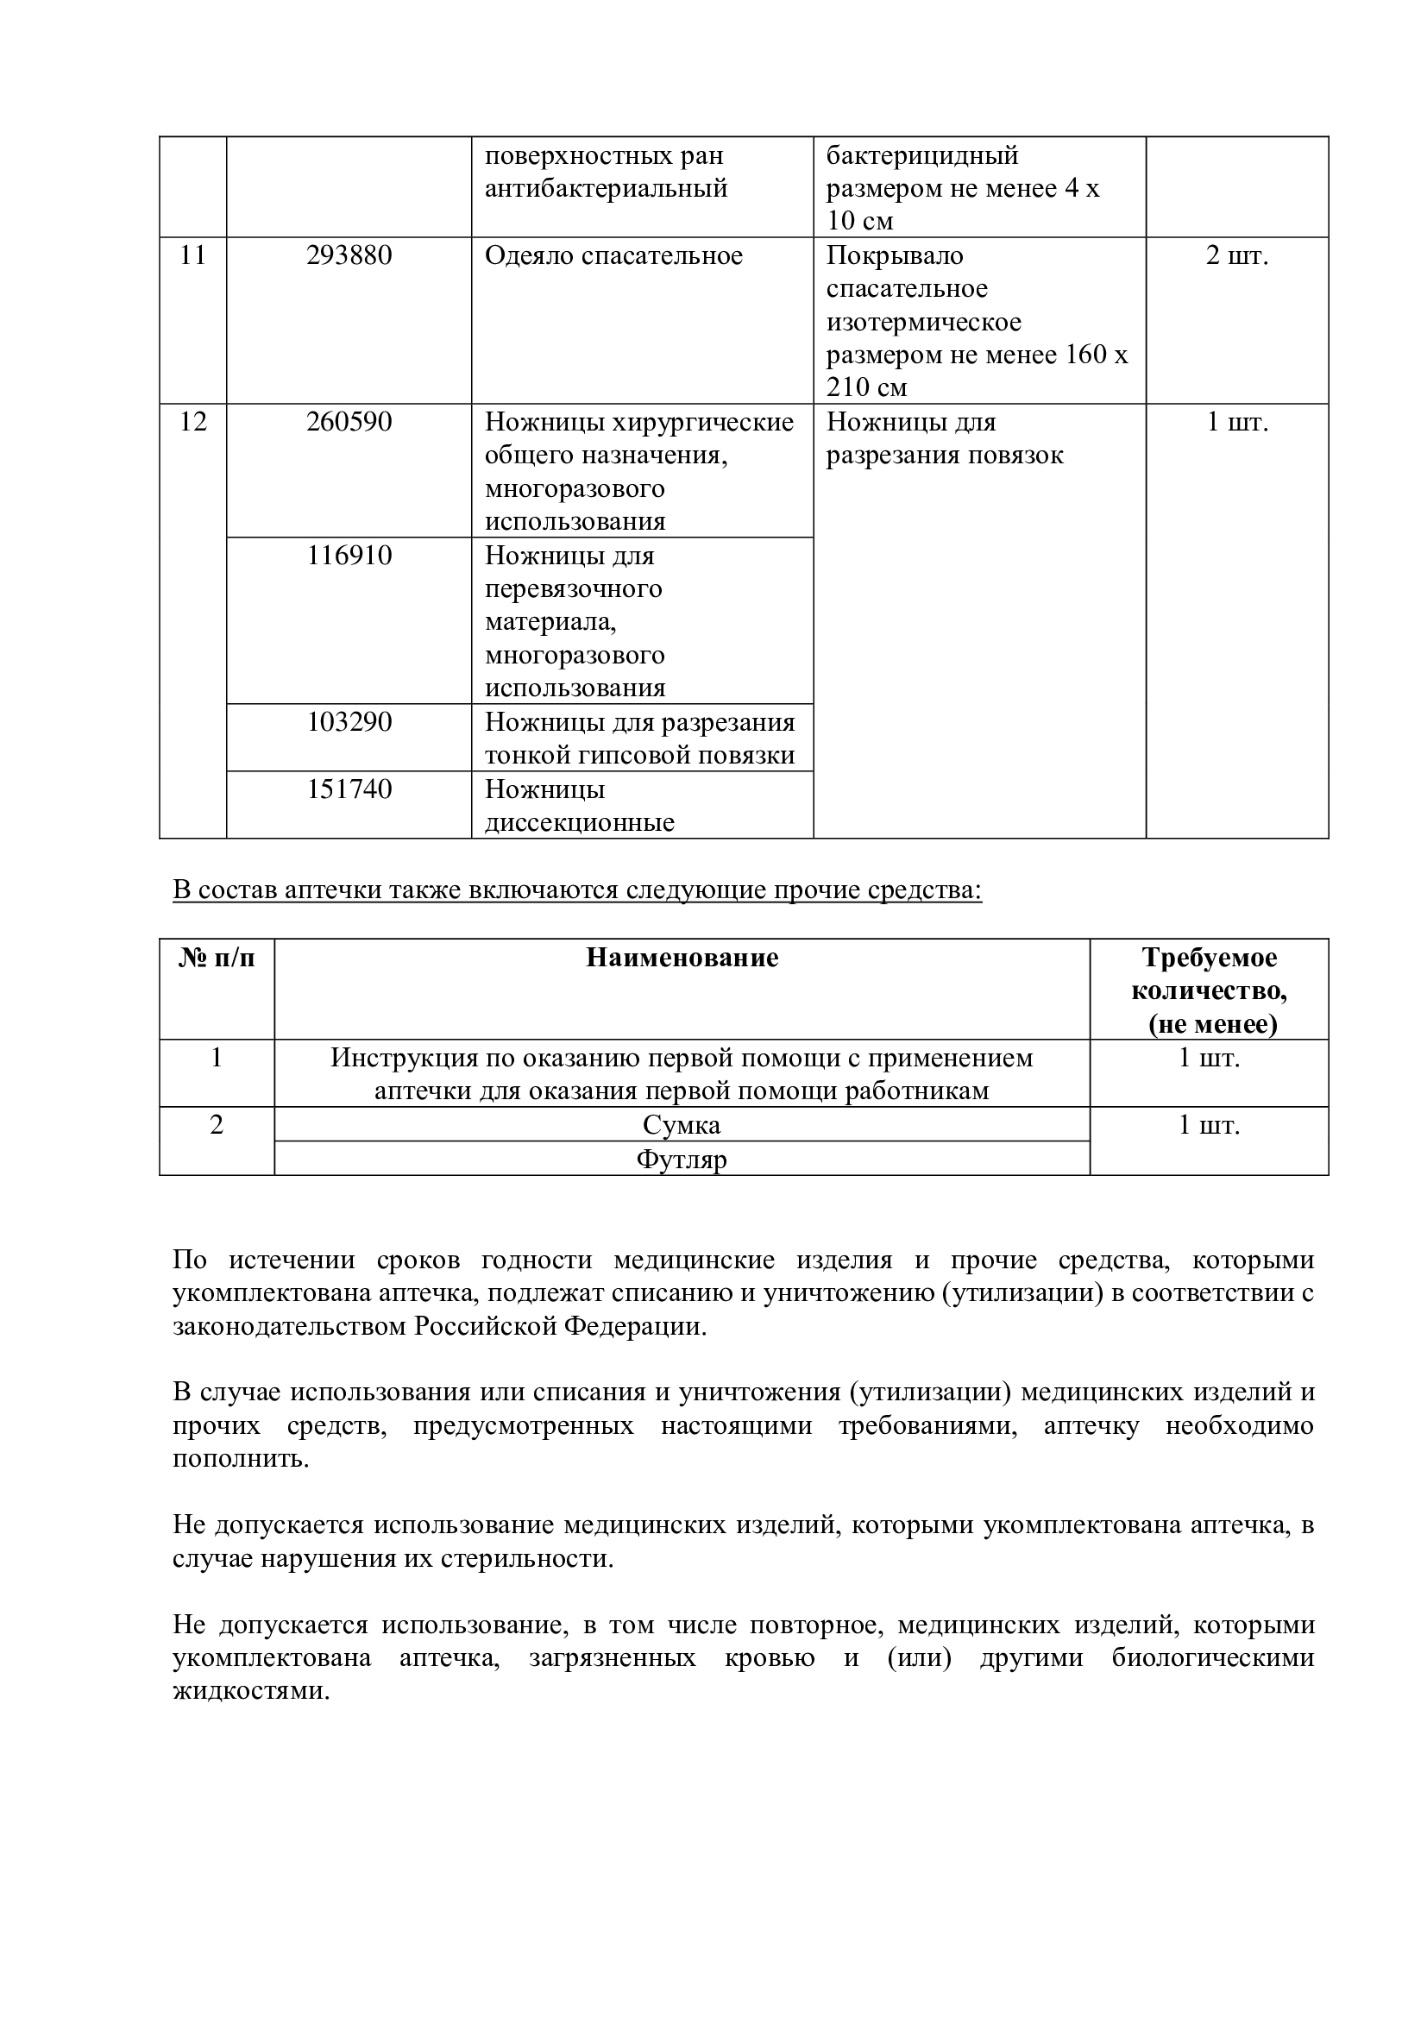 поверхностных ран
антибактериальный
бактерицидный
размером не менее 4 х
10 см
11
293880
Одеяло спасательное
Покрывало
спасательное
изотермическое
размером не менее 160 х
210 см
2 шт.
12
260590
Ножницы хирургические
общего назначения,
многоразового
использования
Ножницы для
разрезания повязок
1 шт.
116910
Ножницы для
перевязочного
материала,
многоразового
использования
103290
Ножницы для разрезания
тонкой гипсовой повязки
151740
Ножницы
диссекционные
В состав аптечки также включаются следующие прочие средства:
№ п/п
Наименование
Требуемое
количество,
(не менее)
1
Инструкция по оказанию первой помощи с применением
аптечки для оказания первой помощи работникам
1 шт.
2
Сумка
1 шт.
Футляр
По истечении сроков годности медицинские изделия и прочие средства, которыми
укомплектована аптечка, подлежат списанию и уничтожению (утилизации) в соответствии с
законодательством Российской Федерации.
В случае использования или списания и уничтожения (утилизации) медицинских изделий и
прочих средств, предусмотренных настоящими требованиями, аптечку необходимо
пополнить.
Не допускается использование медицинских изделий, которыми укомплектована аптечка, в
случае нарушения их стерильности.
Не допускается использование, в том числе повторное, медицинских изделий, которыми
укомплектована аптечка, загрязненных кровью и (или) другими биологическими
жидкостями.